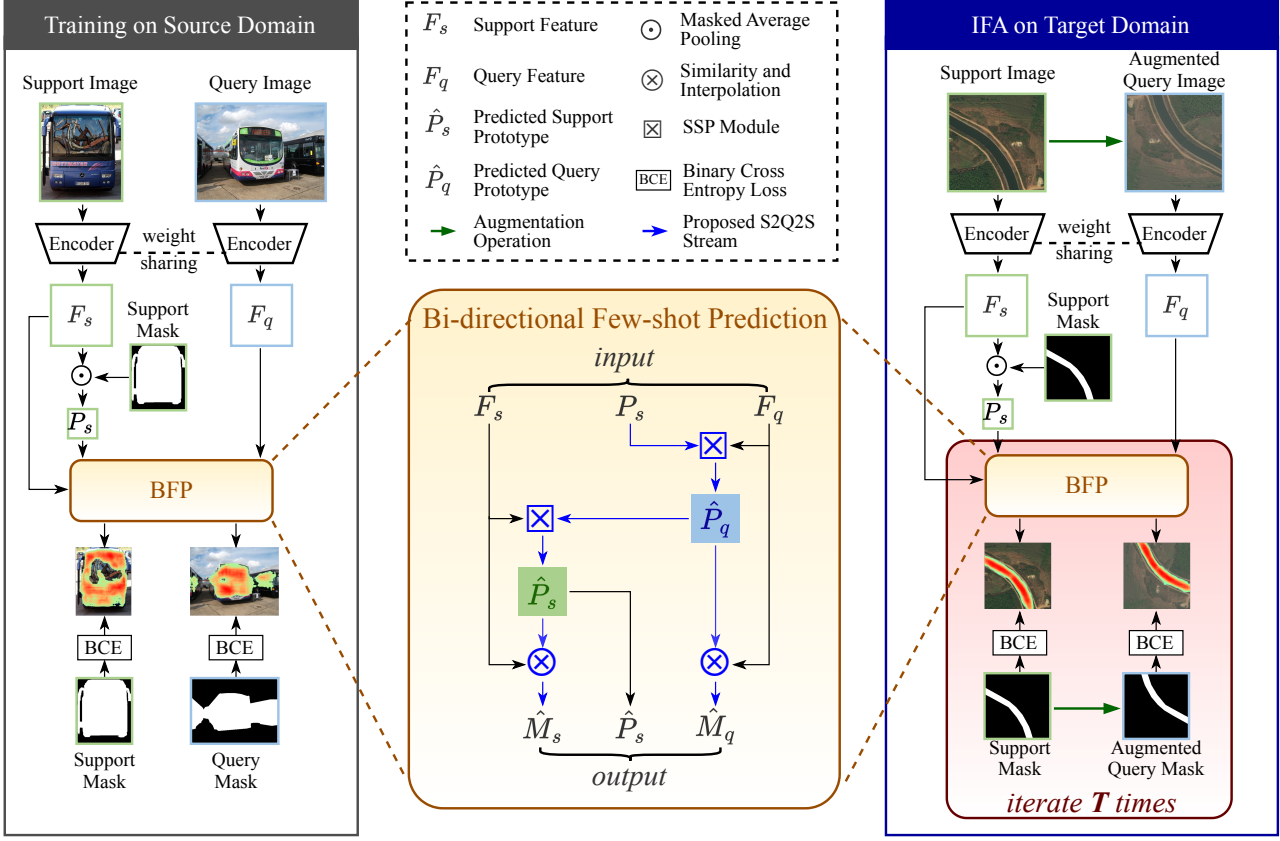 Training on Source Domain
Support Image
Query Image
Encoder
weight
sharing
Encoder
F_s
Support
Mask
F_q
P_s
BFP
BCE
BCE
Support
Mask
Query
Mask
F_s
Support Feature
Masked Average
Pooling
F_q
Query Feature
Similarity and
Interpolation
P̂_s
Predicted Support
Prototype
SSP Module
P̂_q
Predicted Query
Prototype
BCE
Binary Cross
Entropy Loss
Augmentation
Operation
Proposed S2Q2S
Stream
Bi-directional Few-shot Prediction
input
F_s
P_s
F_q
P̂_q
P̂_s
M̂_s
P̂_s
M̂_q
output
IFA on Target Domain
Support Image
Augmented
Query Image
Encoder
weight
sharing
Encoder
F_s
Support
Mask
F_q
P_s
BFP
BCE
BCE
Support
Mask
Augmented
Query Mask
iterate T times